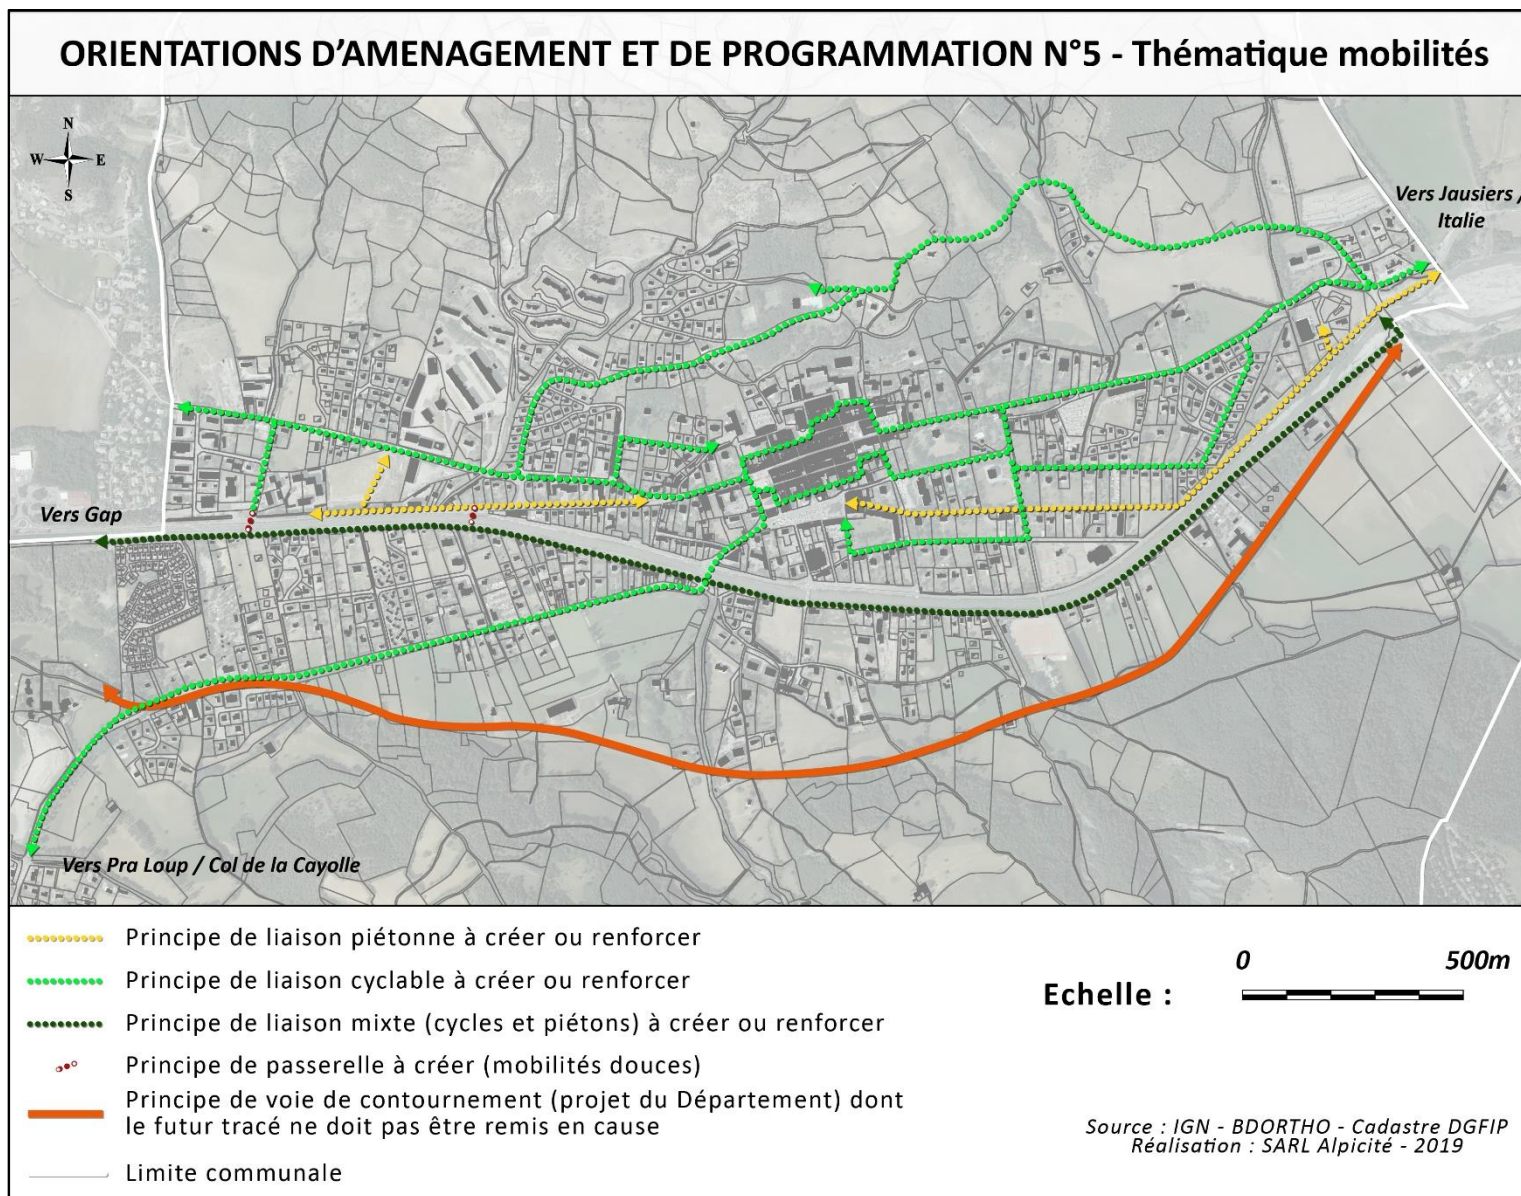 ORIENTATIONS D’AMENAGEMENT ET DE PROGRAMMATION N°5 - Thématique mobilités
N
W E
S
Vers Jausiers /
Italie
Vers Gap
Vers Pra Loup / Col de la Cayolle
Principe de liaison piétonne à créer ou renforcer
Principe de liaison cyclable à créer ou renforcer
Principe de liaison mixte (cycles et piétons) à créer ou renforcer
Principe de passerelle à créer (mobilités douces)
Principe de voie de contournement (projet du Département) dont
le futur tracé ne doit pas être remis en cause
Limite communale
0 500m
Echelle :
Source : IGN - BDORTHO - Cadastre DGFIP
Réalisation : SARL Alpicité - 2019